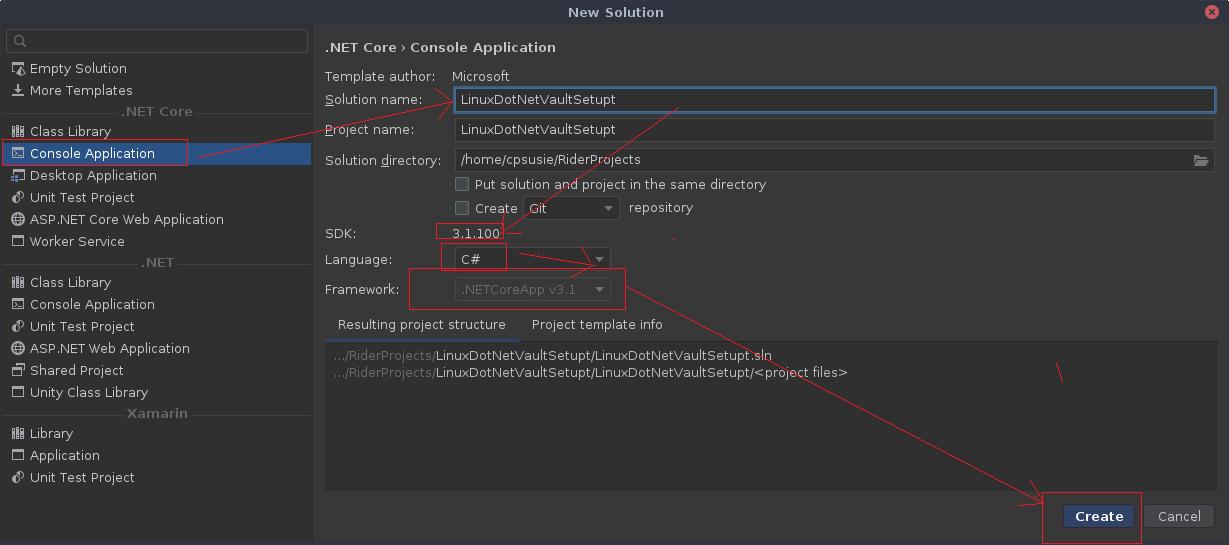 New Solution
Empty Solution
More Templates
.NET Core
Class Library
Console Application
Desktop Application
Unit Test Project
ASP.NET Core Web Application
Worker Service
.NET
Class Library
Console Application
Unit Test Project
ASP.NET Web Application
Shared Project
Unity Class Library
Xamarin
Library
Application
Unit Test Project
.NET Core › Console Application
Template author: Microsoft
Solution name: LinuxDotNetVaultSetupt
Project name: LinuxDotNetVaultSetupt
Solution directory: /home/cpsusie/RiderProjects
Put solution and project in the same directory
Create Git repository
SDK: 3.1.100
Language: C#
Framework: .NETCoreApp v3.1
Resulting project structure Project template info
.../RiderProjects/LinuxDotNetVaultSetupt/LinuxDotNetVaultSetupt.sln
.../RiderProjects/LinuxDotNetVaultSetupt/LinuxDotNetVaultSetupt/<project files>
Create Cancel